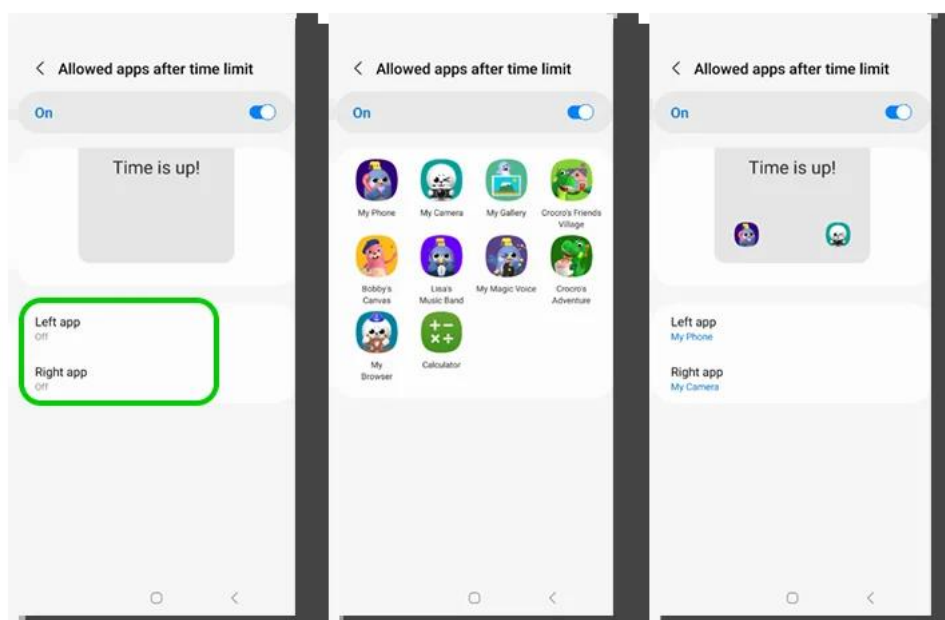 Allowed apps after time limit
On
Time is up!
Left app
Off
Right app
Off
Allowed apps after time limit
On
My Phone
My Camera
My Gallery
Crocro's Friends
Village
Bobby's
Canvas
Lisa's
Music Band
My Magic Voice
Crocro's
Adventure
My
Browser
Calculator
Allowed apps after time limit
On
Time is up!
Left app
My Phone
Right app
My Camera